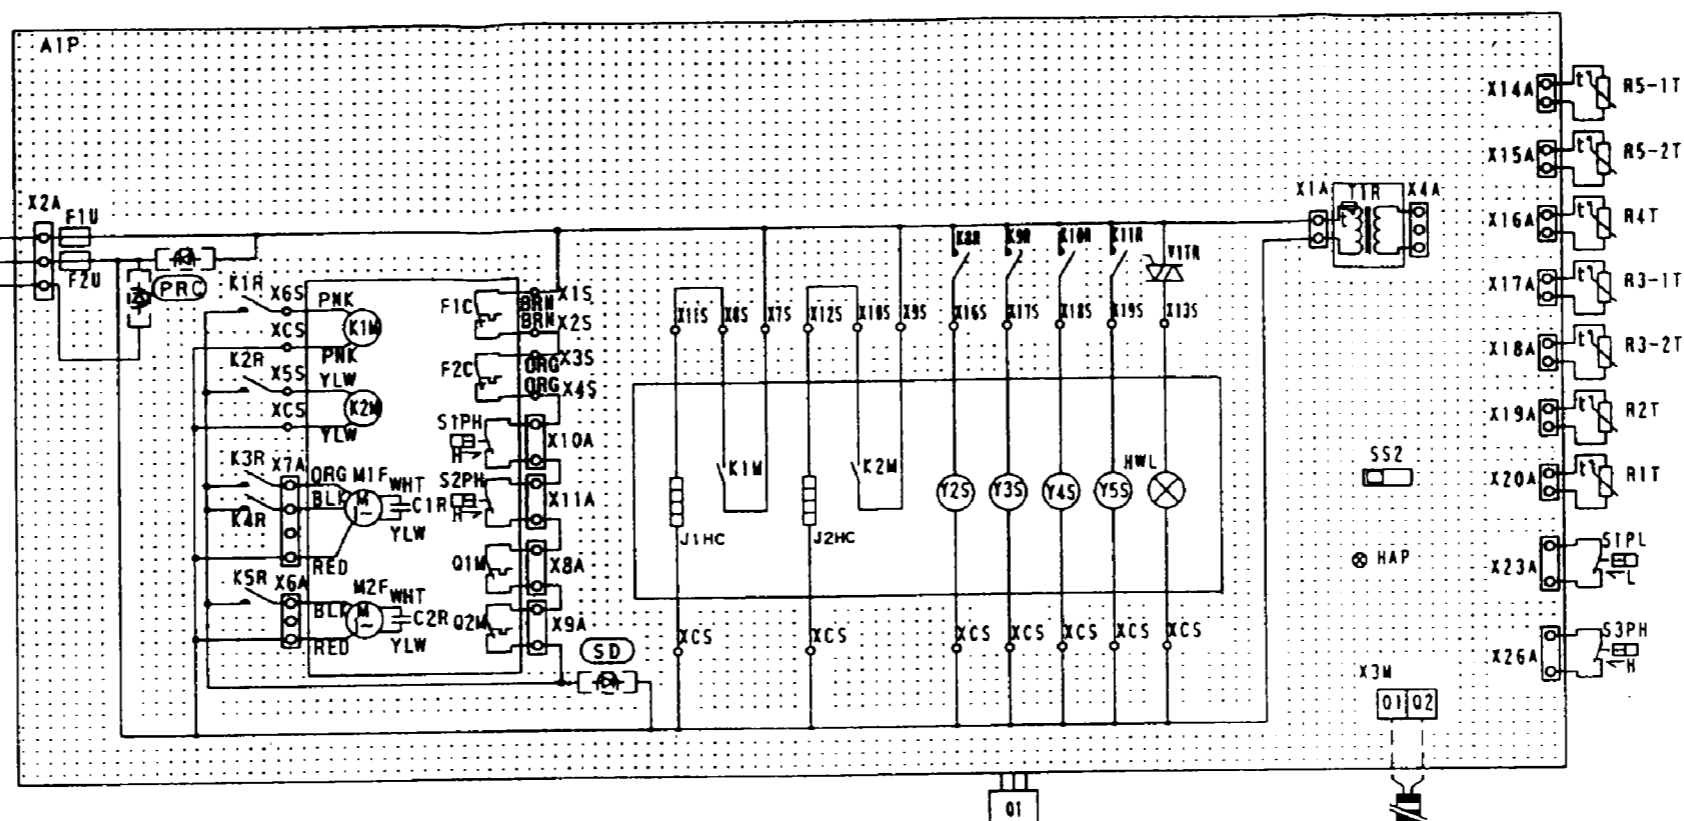 A1P
X14A R5-1T
X15A R5-2T
X1A T1R X4A
X16A R4T
X2A F1U
F2U
PRC
K8R K9R K10R K11R V1TR
X17A R3-1T
K1R X6S PNK
F1C X1S
BRN
BRN X2S
X11S X8S X7S X12S X10S X9S X16S X17S X18S X19S X13S
XCS K1M
PNK
K2R X5S YLW
F2C X3S
ORG
ORG X4S
X18A R3-2T
XCS K2M
YLW
S1PH X10A
H
X19A R2T
K3R X7A ORG M1F WHT
BLK M C1R
K4R YLW
RED
S2PH X11A
H
K1M K2M
Y2S Y3S Y4S Y5S HWL
SS2
X20A R1T
J1HC J2HC
Q1M X8A
HAP
X23A S1PL
L
K5R X6A M2F WHT
BLK M C2R
RED YLW
Q2M X9A
SD
XCS XCS XCS XCS XCS XCS XCS
X26A S3PH
H
X3M
Q1 Q2
Q1